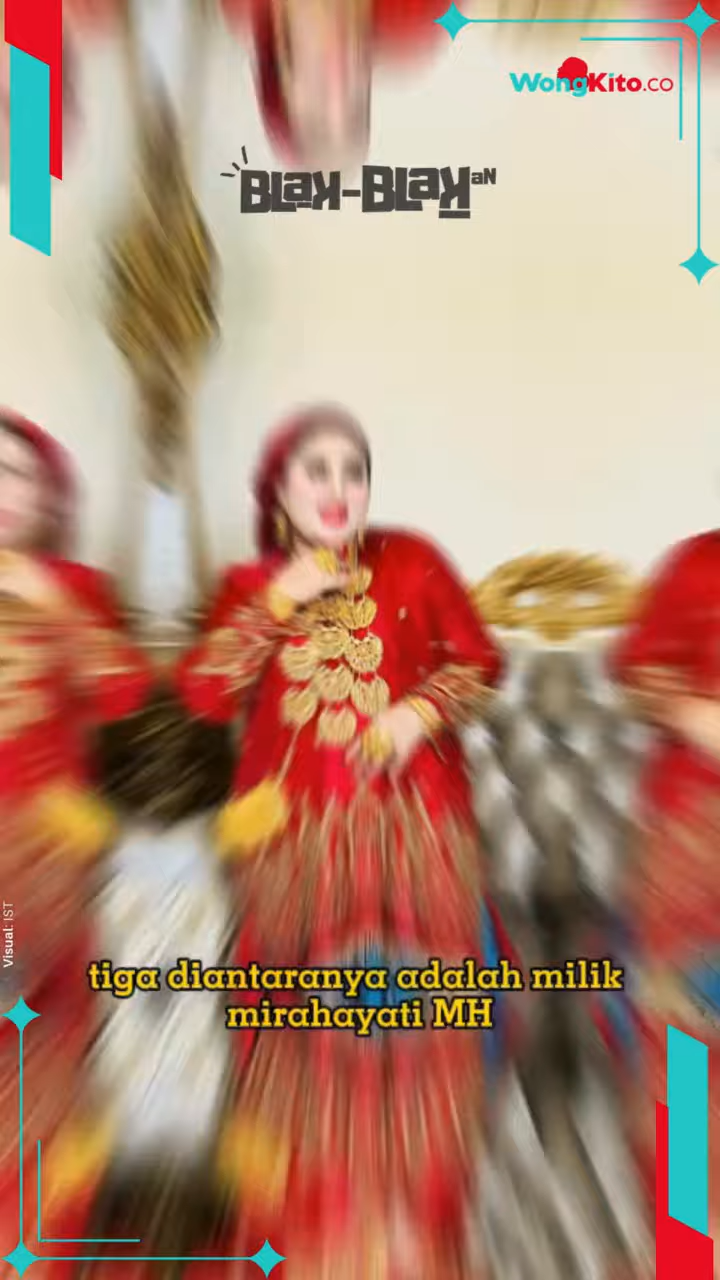 WongKito.co
BLaK-BLaKaN
Visual: IST
tiga diantaranya adalah milik
mirahayati MH